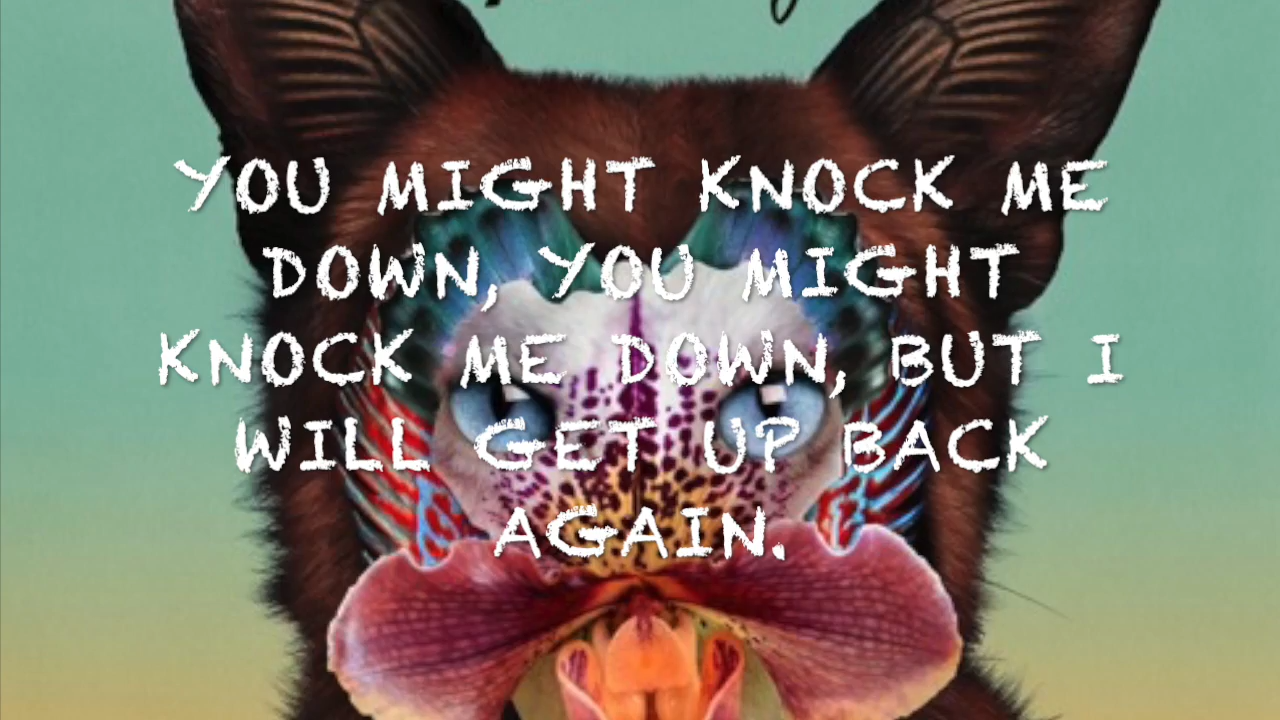 YOU MIGHT KNOCK ME
DOWN, YOU MIGHT
KNOCK ME DOWN, BUT I
WILL GET UP BACK
AGAIN.